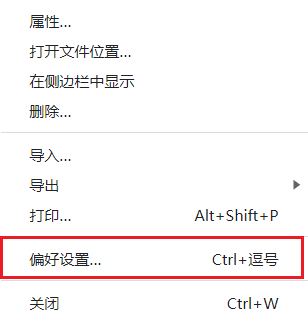 属性...
打开文件位置...
在侧边栏中显示
删除...
导入...
导出
打印... Alt+Shift+P
偏好设置... Ctrl+逗号
关闭 Ctrl+W